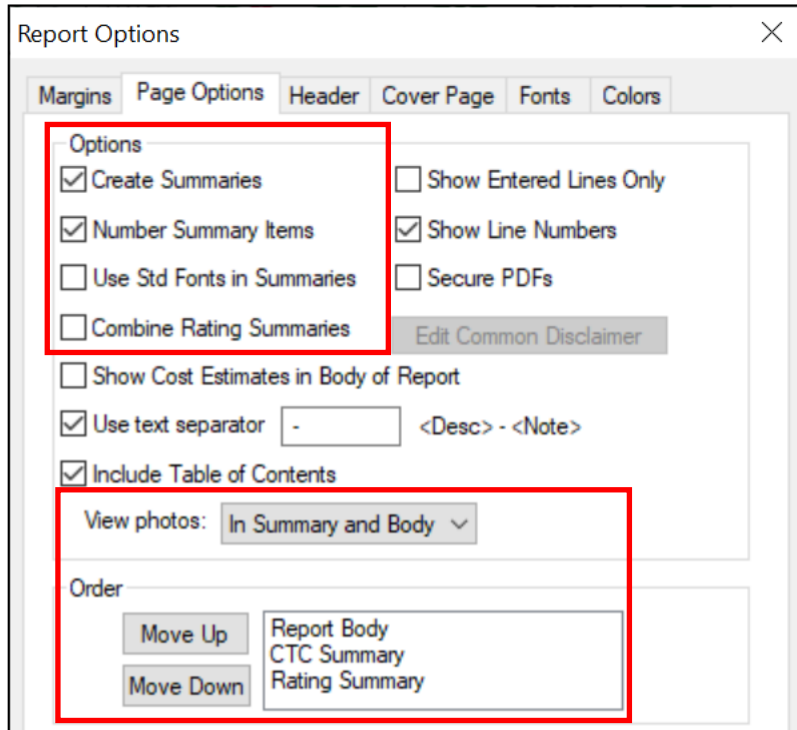 Report Options
Margins Page Options Header Cover Page Fonts Colors
Options
Create Summaries Show Entered Lines Only
Number Summary Items Show Line Numbers
Use Std Fonts in Summaries Secure PDFs
Combine Rating Summaries Edit Common Disclaimer
Show Cost Estimates in Body of Report
Use text separator - <Desc> - <Note>
Include Table of Contents
View photos: In Summary and Body
Order
Move Up
Move Down
Report Body
CTC Summary
Rating Summary